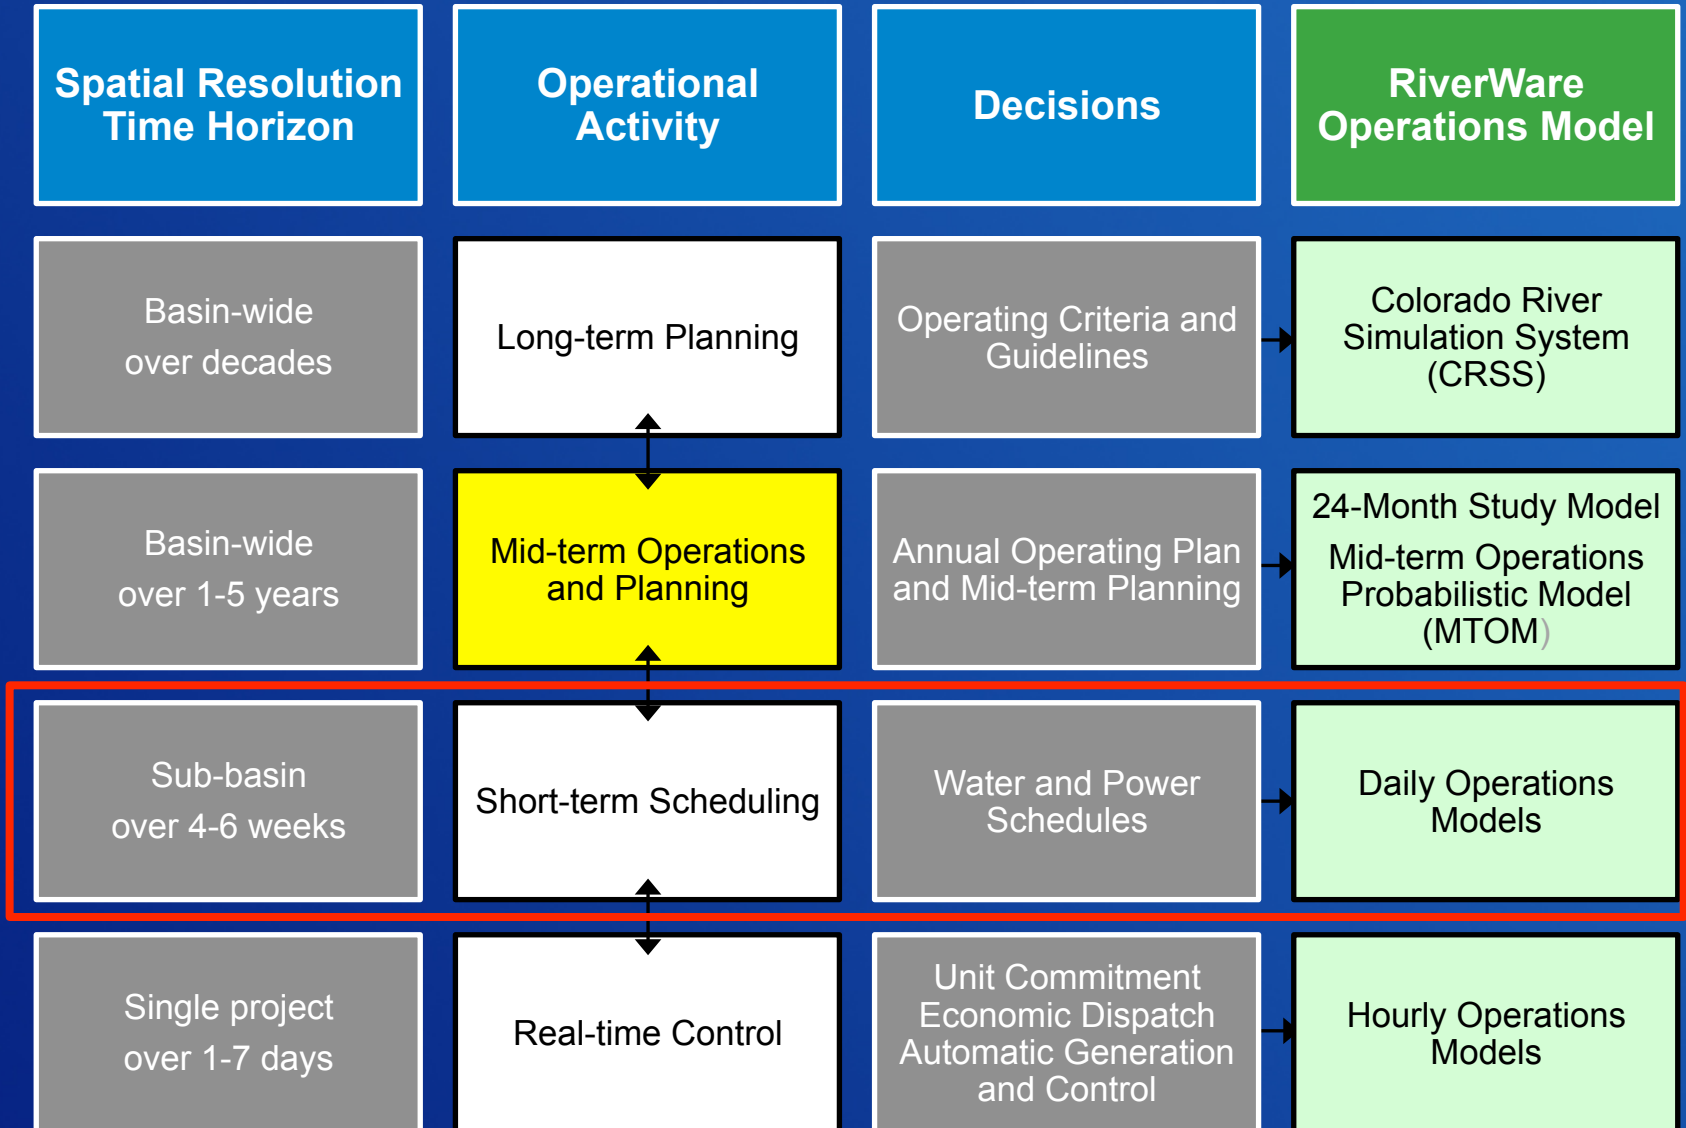 Spatial Resolution
Time Horizon
Operational
Activity
Decisions
RiverWare
Operations Model
Basin-wide
over decades
Long-term Planning
Operating Criteria and
Guidelines
Colorado River
Simulation System
(CRSS)
Basin-wide
over 1-5 years
Mid-term Operations
and Planning
Annual Operating Plan
and Mid-term Planning
24-Month Study Model
Mid-term Operations
Probabilistic Model
(MTOM)
Sub-basin
over 4-6 weeks
Short-term Scheduling
Water and Power
Schedules
Daily Operations
Models
Single project
over 1-7 days
Real-time Control
Unit Commitment
Economic Dispatch
Automatic Generation
and Control
Hourly Operations
Models